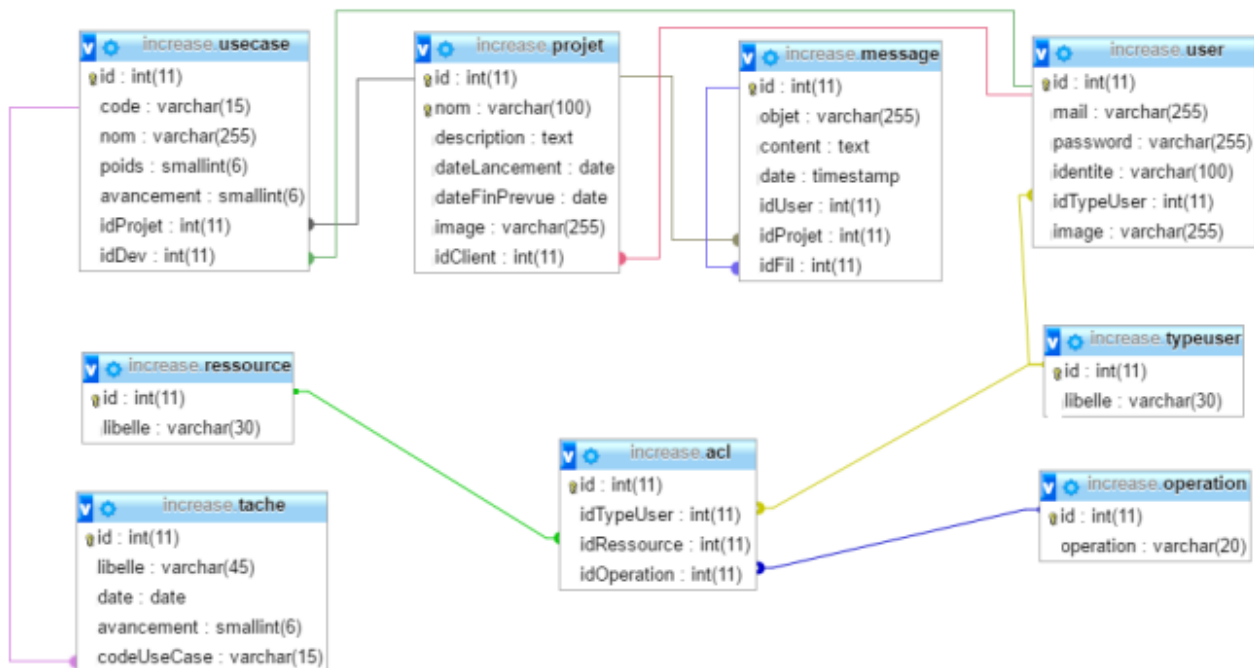 v increase.usecase
id : int(11)
code : varchar(15)
nom : varchar(255)
poids : smallint(6)
avancement : smallint(6)
idProjet : int(11)
idDev : int(11)
v increase.projet
id : int(11)
nom : varchar(100)
description : text
dateLancement : date
dateFinPrevue : date
image : varchar(255)
idClient : int(11)
v increase.message
id : int(11)
objet : varchar(255)
content : text
date : timestamp
idUser : int(11)
idProjet : int(11)
idFil : int(11)
v increase.user
id : int(11)
mail : varchar(255)
password : varchar(255)
identite : varchar(100)
idTypeUser : int(11)
image : varchar(255)
v increase.ressource
id : int(11)
libelle : varchar(30)
v increase.typeuser
id : int(11)
libelle : varchar(30)
v increase.acl
id : int(11)
idTypeUser : int(11)
idRessource : int(11)
idOperation : int(11)
v increase.operation
id : int(11)
operation : varchar(20)
v increase.tache
id : int(11)
libelle : varchar(45)
date : date
avancement : smallint(6)
codeUseCase : varchar(15)